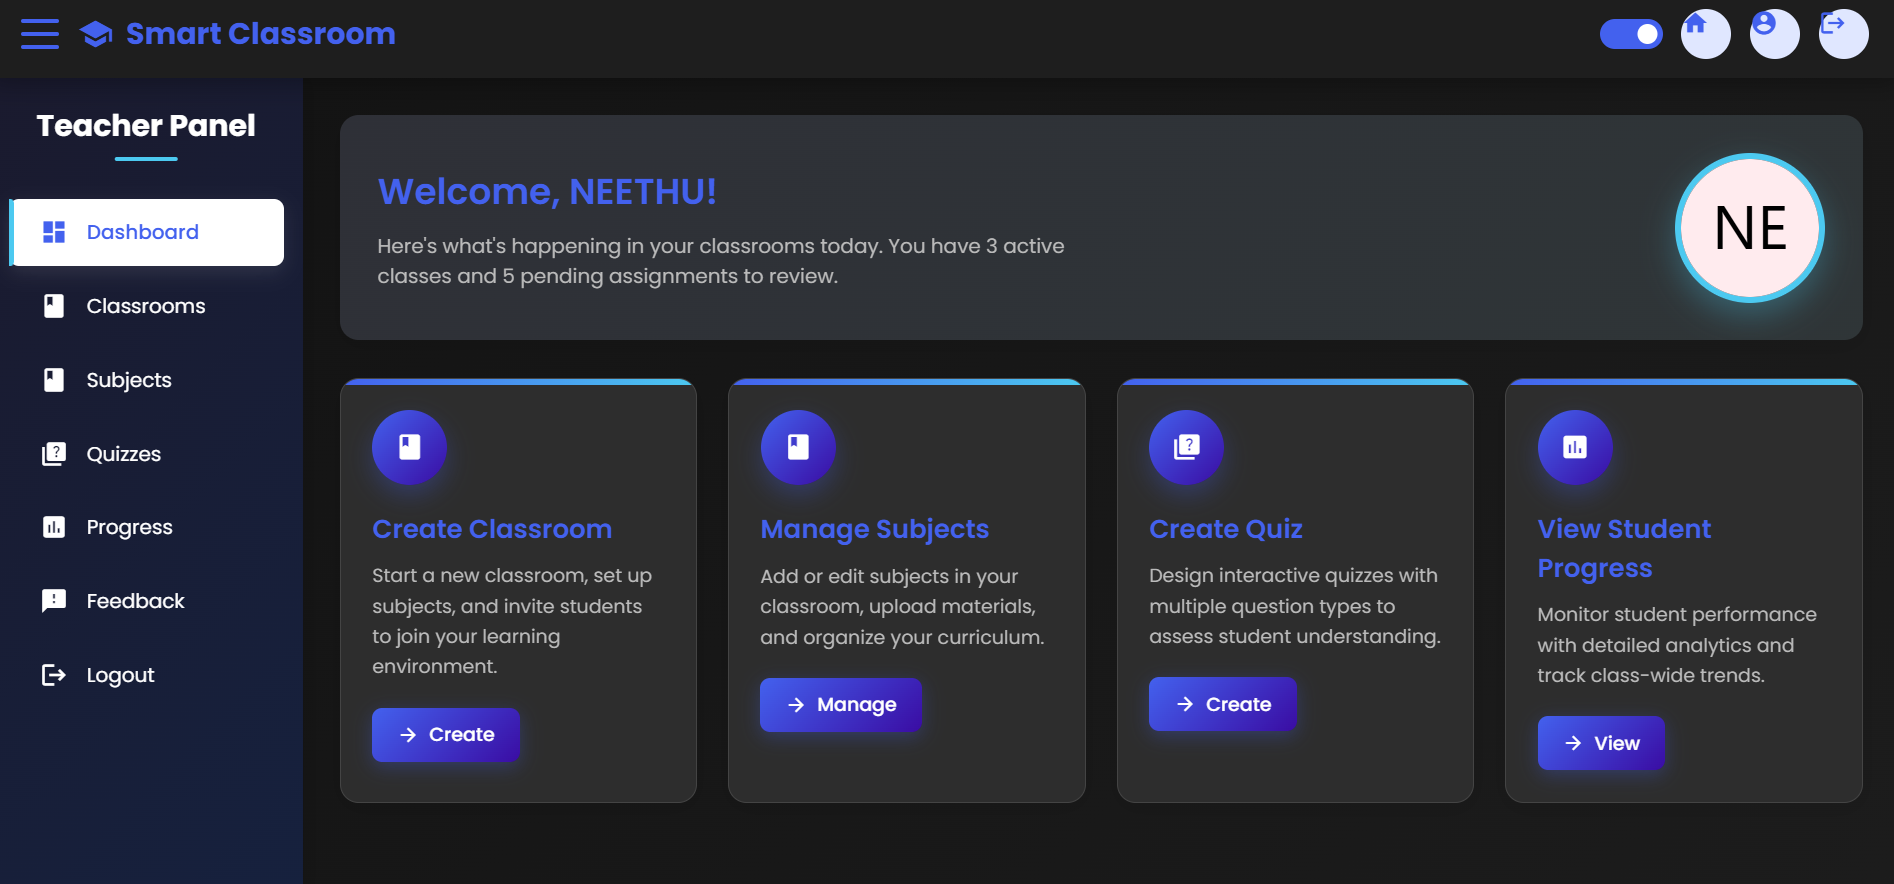 Smart Classroom
Teacher Panel
Dashboard
Classrooms
Subjects
Quizzes
Progress
Feedback
Logout
Welcome, NEETHU!
Here's what's happening in your classrooms today. You have 3 active
classes and 5 pending assignments to review.
NE
Create Classroom
Start a new classroom, set up
subjects, and invite students
to join your learning
environment.
Create
Manage Subjects
Add or edit subjects in your
classroom, upload materials,
and organize your curriculum.
Manage
Create Quiz
Design interactive quizzes with
multiple question types to
assess student understanding.
Create
View Student
Progress
Monitor student performance
with detailed analytics and
track class-wide trends.
View